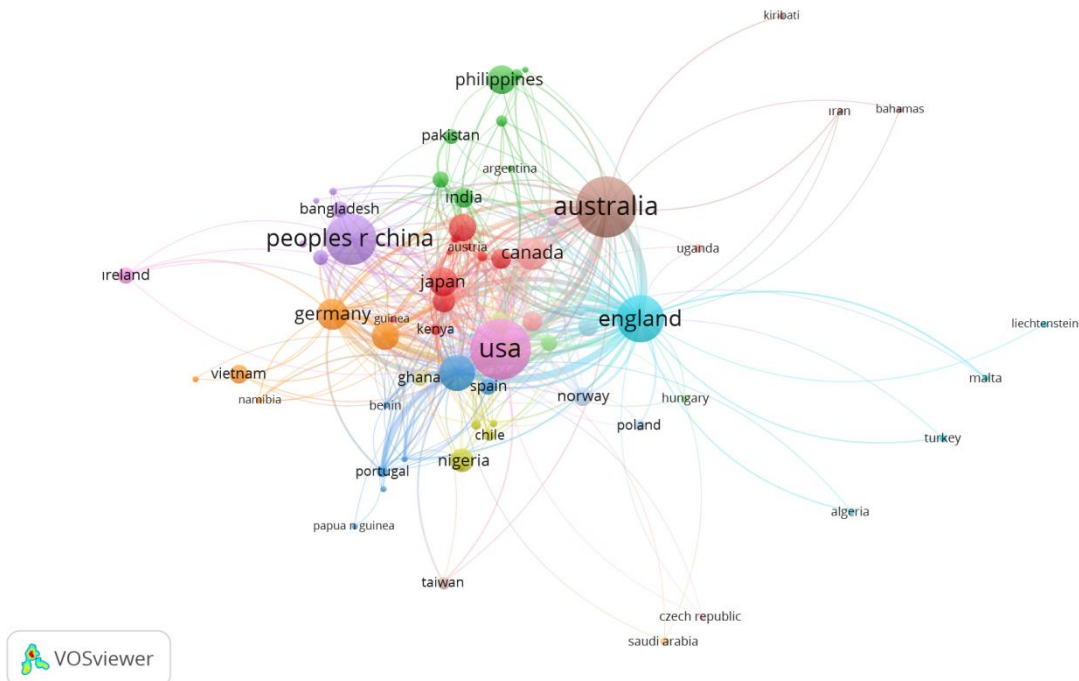 kiribati
philippines
ıran
bahamas
pakistan
argentina
india
australia
bangladesh
peoples r china
austria
canada
uganda
ıreland
japan
germany
guinea
england
liechtenstein
kenya
usa
vietnam
ghana
spain
malta
namibia
benin
norway
hungary
poland
chile
turkey
portugal
nigeria
algeria
papua n guinea
taiwan
czech republic
saudi arabia
VOSviewer